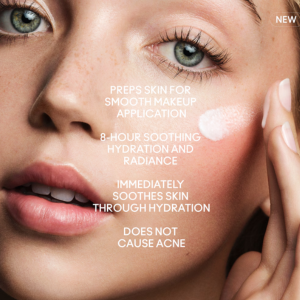 NEW
PREPS SKIN FOR
SMOOTH MAKEUP
APPLICATION
8-HOUR SOOTHING
HYDRATION AND
RADIANCE
IMMEDIATELY
SOOTHES SKIN
THROUGH HYDRATION
DOES NOT
CAUSE ACNE